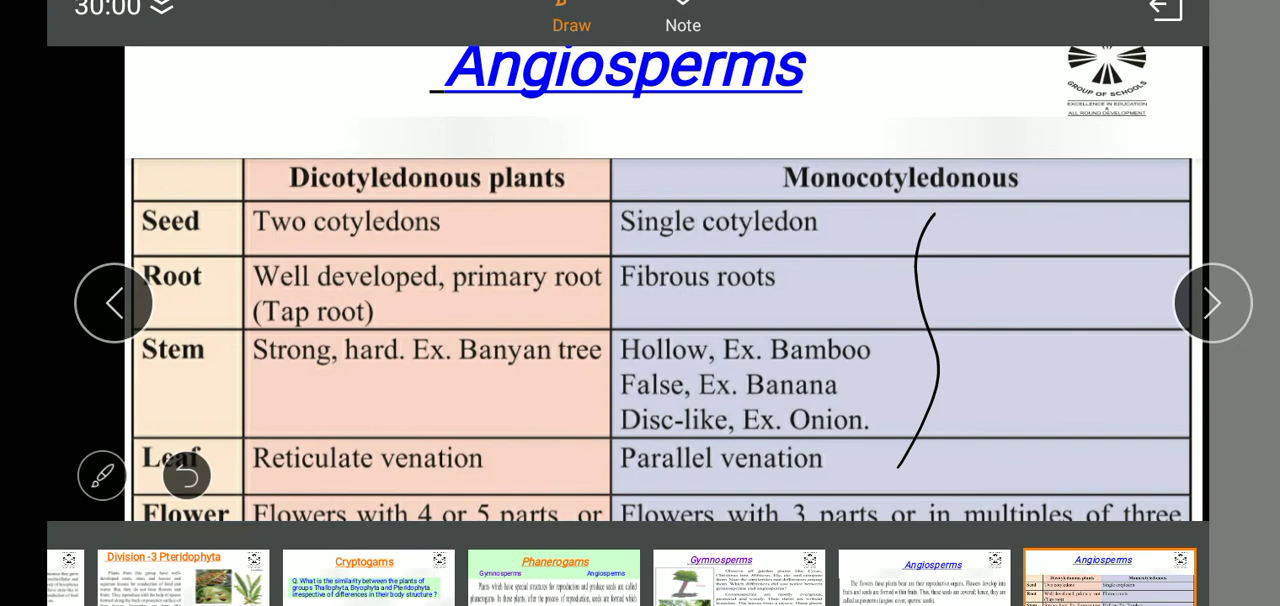 30:00
Draw
Note
Angiosperms
GROUP OF SCHOOLS
EXCELLENCE IN EDUCATION
&
ALL ROUND DEVELOPMENT
Dicotyledonous plants
Monocotyledonous
Seed
Two cotyledons
Single cotyledon
Root
Well developed, primary root
(Tap root)
Fibrous roots
Stem
Strong, hard. Ex. Banyan tree
Hollow, Ex. Bamboo
False, Ex. Banana
Disc-like, Ex. Onion.
Leaf
Reticulate venation
Parallel venation
Flower
Flowers with 4 or 5 parts, or
Flowers with 3 parts or in multiples of three
Division -3 Pteridophyta
Cryptogams
Q. What is the similarity between the plants of
groups Thallophyta, Bryophyta and Pteridophyta
irrespective of differences in their body structure ?
Phanerogams
Gymnosperms
Angiosperms
Gymnosperms
Angiosperms
Angiosperms